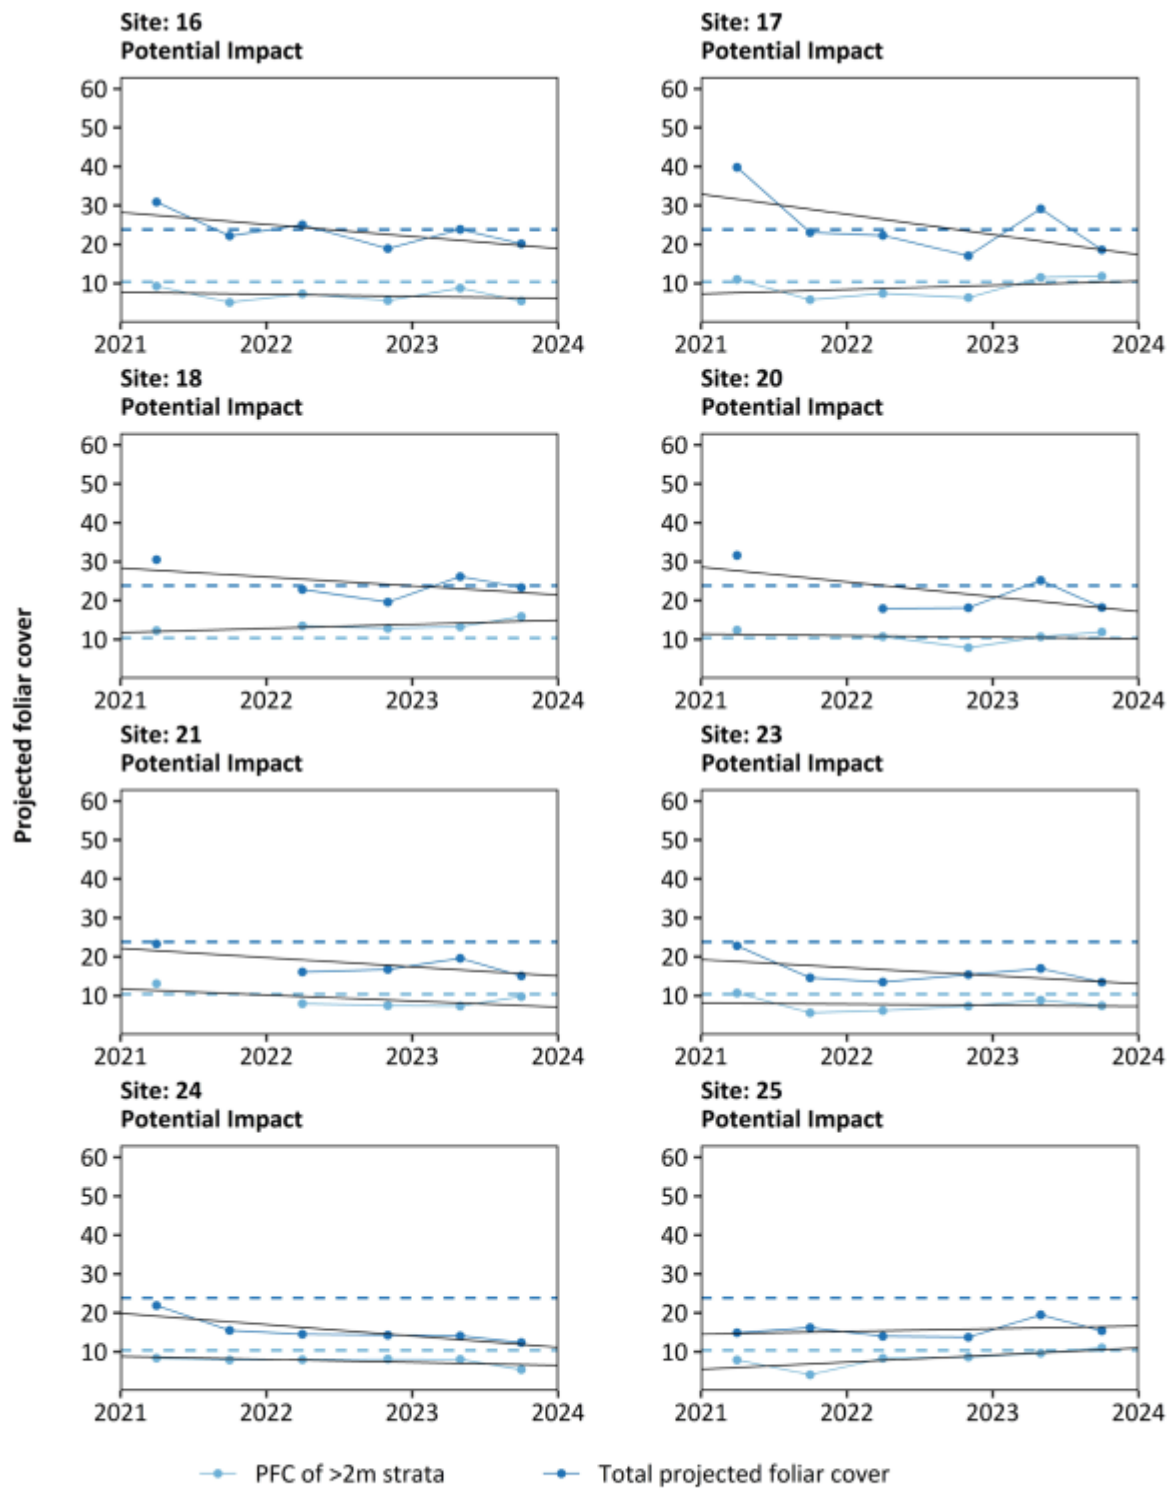 Site: 16
Potential Impact
60
50
40
30
20
10
2021 2022 2023 2024
Site: 17
Potential Impact
60
50
40
30
20
10
2021 2022 2023 2024
Site: 18
Potential Impact
60
50
40
30
20
10
2021 2022 2023 2024
Site: 20
Potential Impact
60
50
40
30
20
10
2021 2022 2023 2024
Projected foliar cover
Site: 21
Potential Impact
60
50
40
30
20
10
2021 2022 2023 2024
Site: 23
Potential Impact
60
50
40
30
20
10
2021 2022 2023 2024
Site: 24
Potential Impact
60
50
40
30
20
10
2021 2022 2023 2024
Site: 25
Potential Impact
60
50
40
30
20
10
2021 2022 2023 2024
PFC of >2m strata
Total projected foliar cover